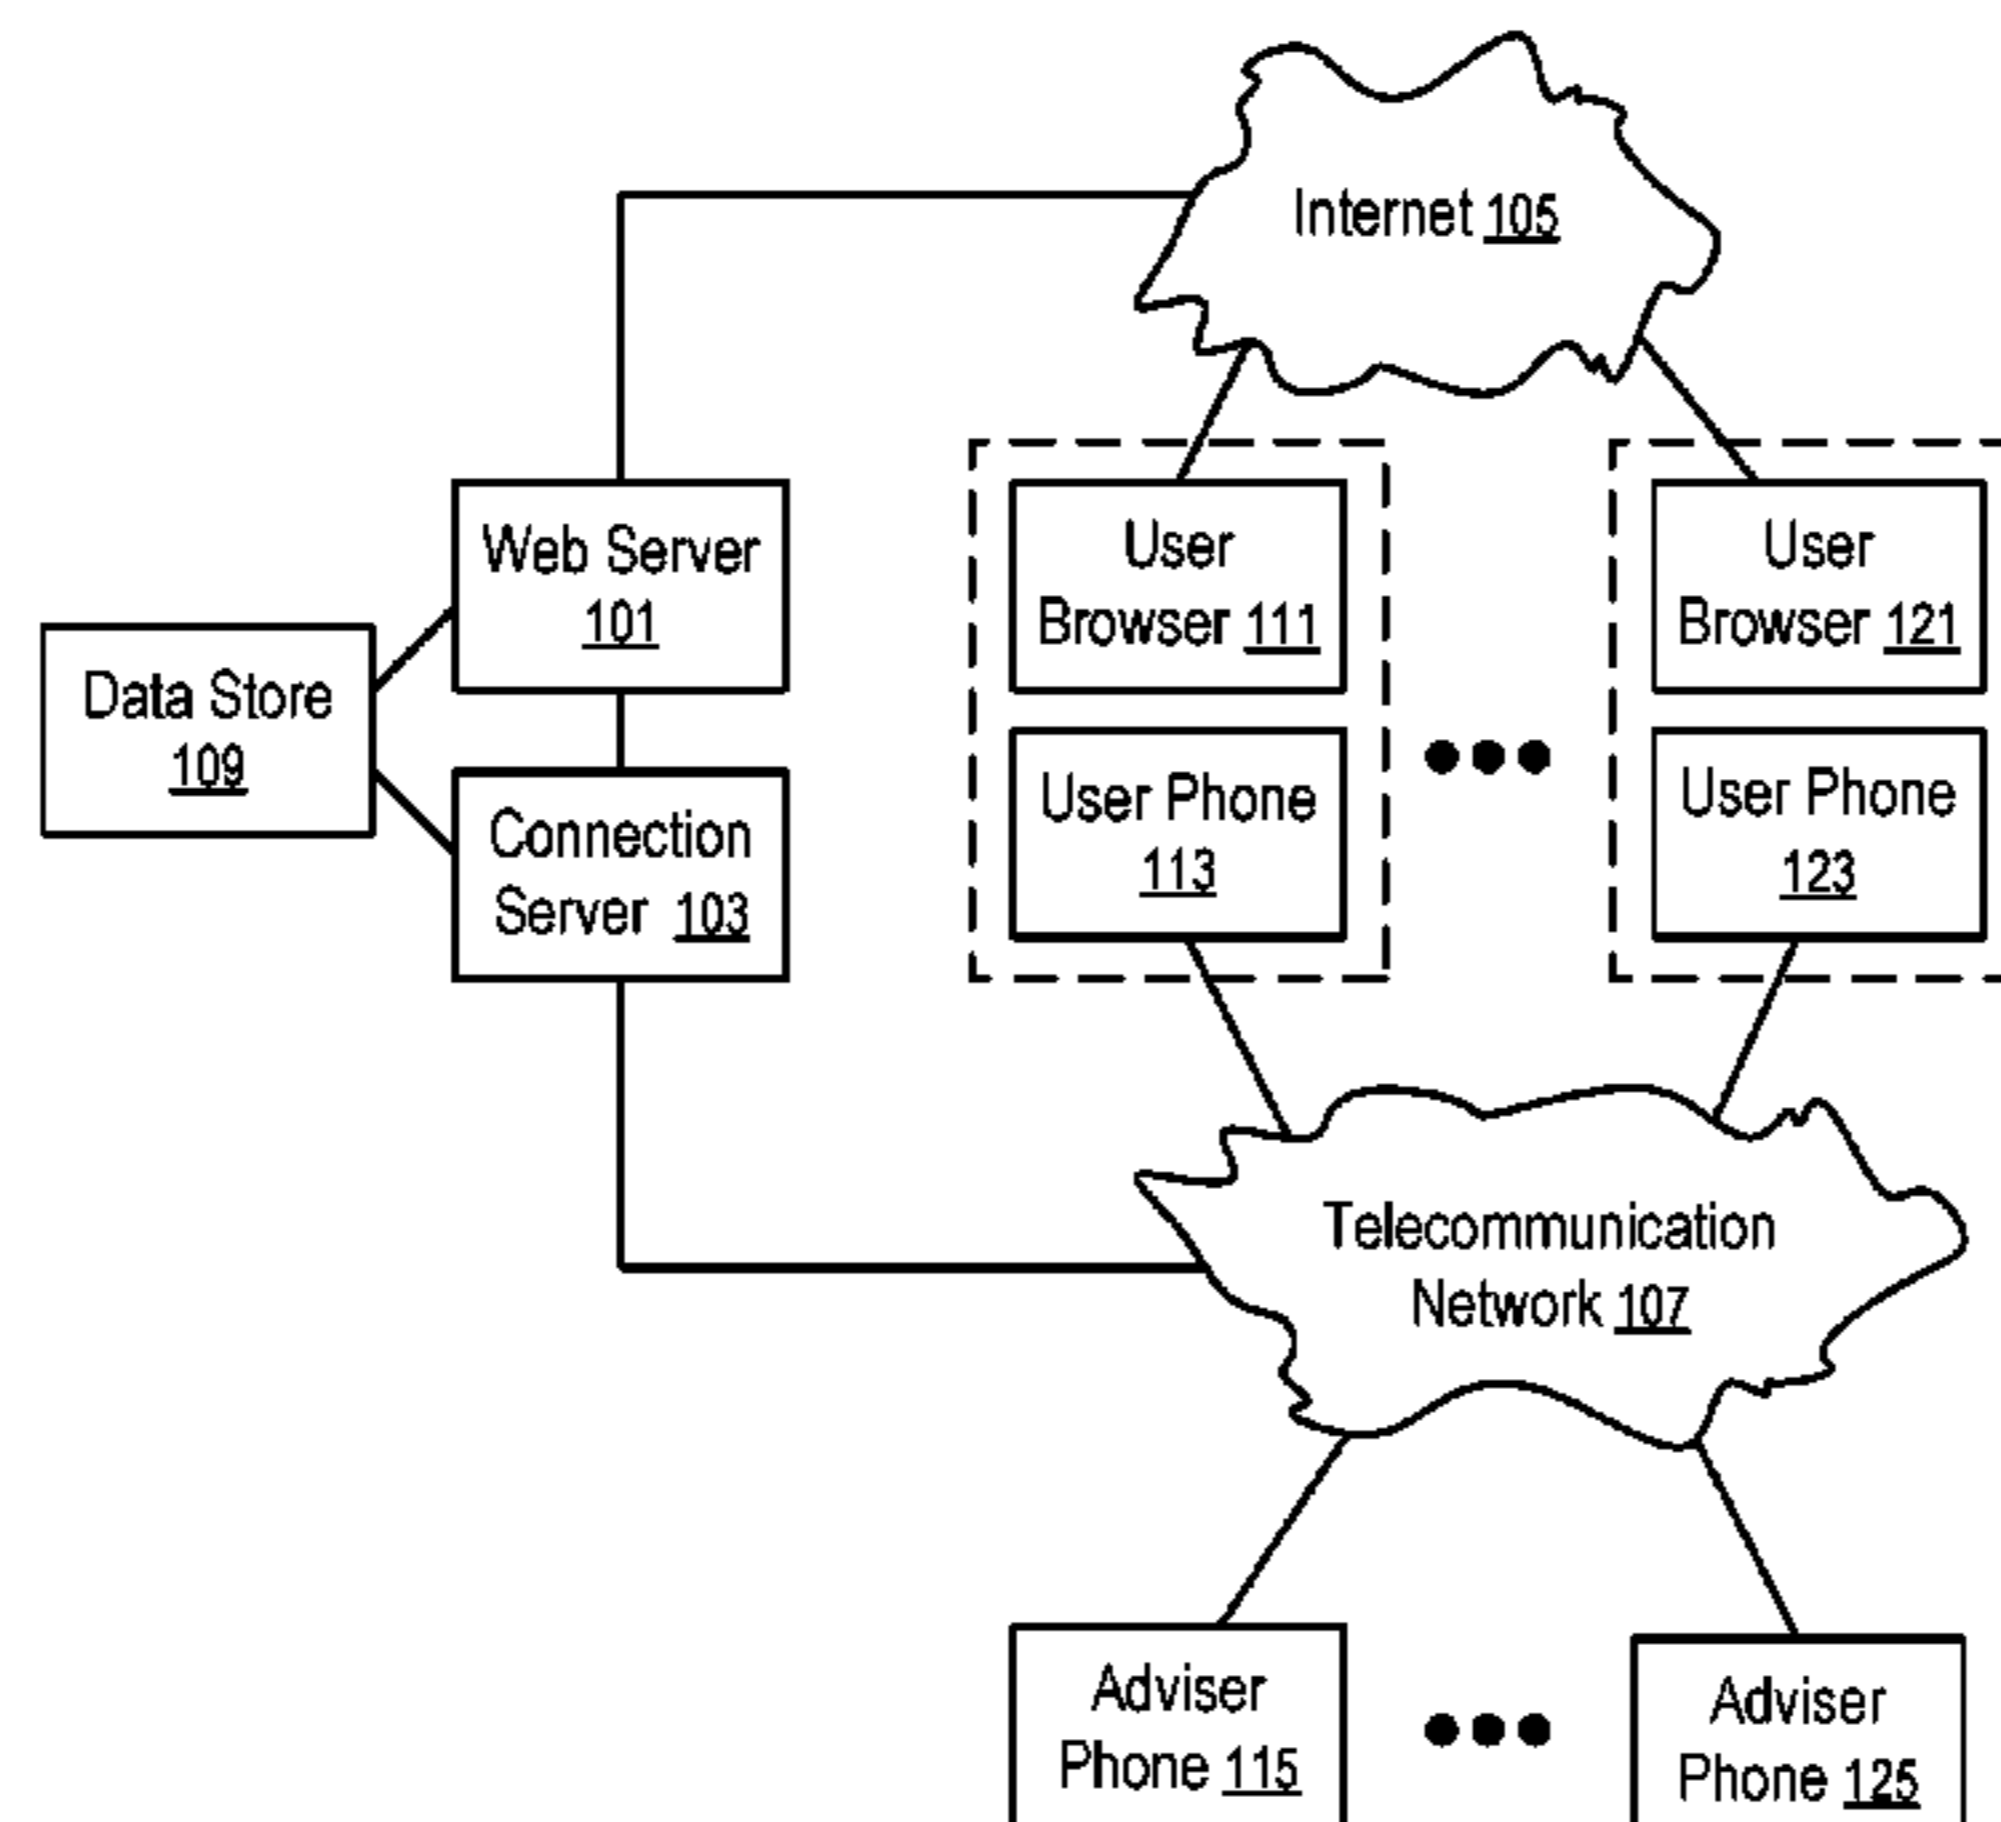 Internet 105
Web Server
101
User
Browser 111
User
Browser 121
Data Store
109
Connection
Server 103
User Phone
113
User Phone
123
Telecommunication
Network 107
Adviser
Phone 115
Adviser
Phone 125